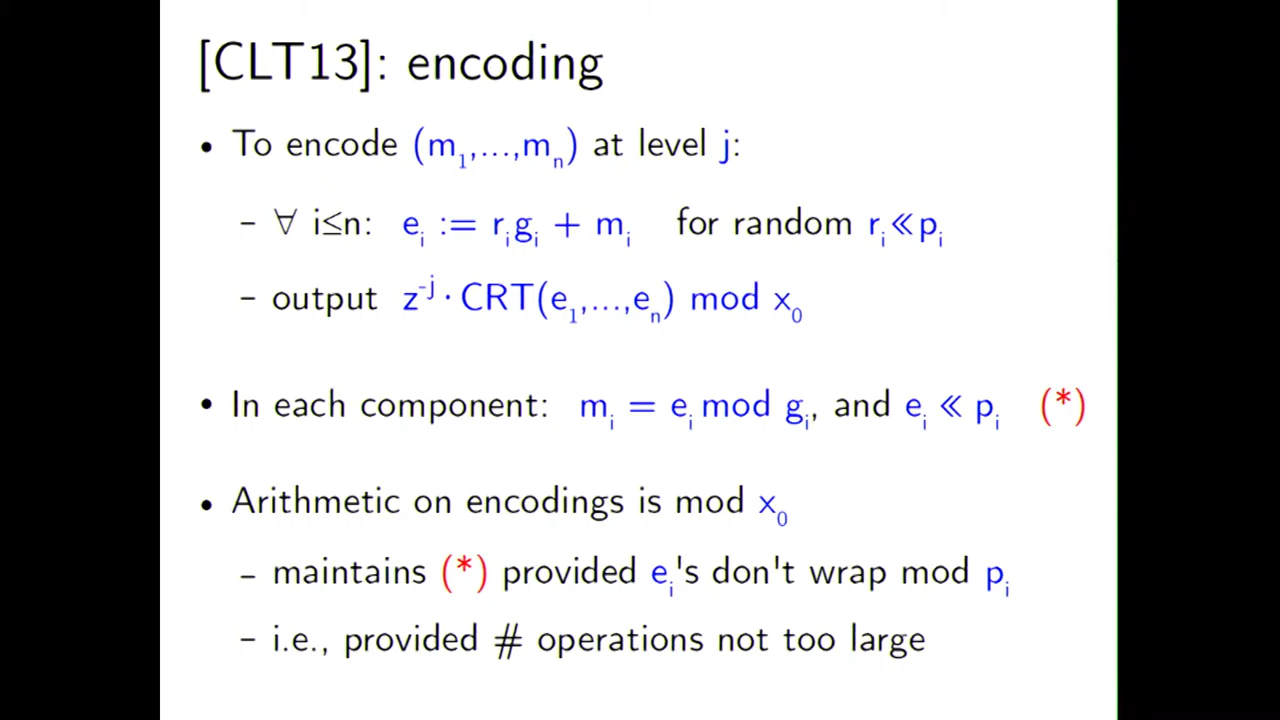 [CLT13]: encoding
• To encode (m₁,...,mₙ) at level j:
– ∀ i≤n: eᵢ := rᵢgᵢ + mᵢ for random rᵢ≪pᵢ
– output z⁻ʲ · CRT(e₁,...,eₙ) mod x₀
• In each component: mᵢ = eᵢ mod gᵢ, and eᵢ ≪ pᵢ (*)
• Arithmetic on encodings is mod x₀
– maintains (*) provided eᵢ's don't wrap mod pᵢ
– i.e., provided # operations not too large